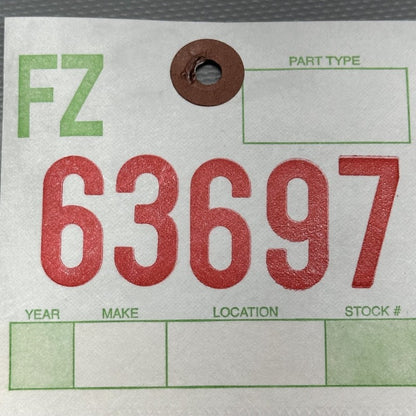 FZ
PART TYPE
63697
YEAR MAKE LOCATION STOCK #